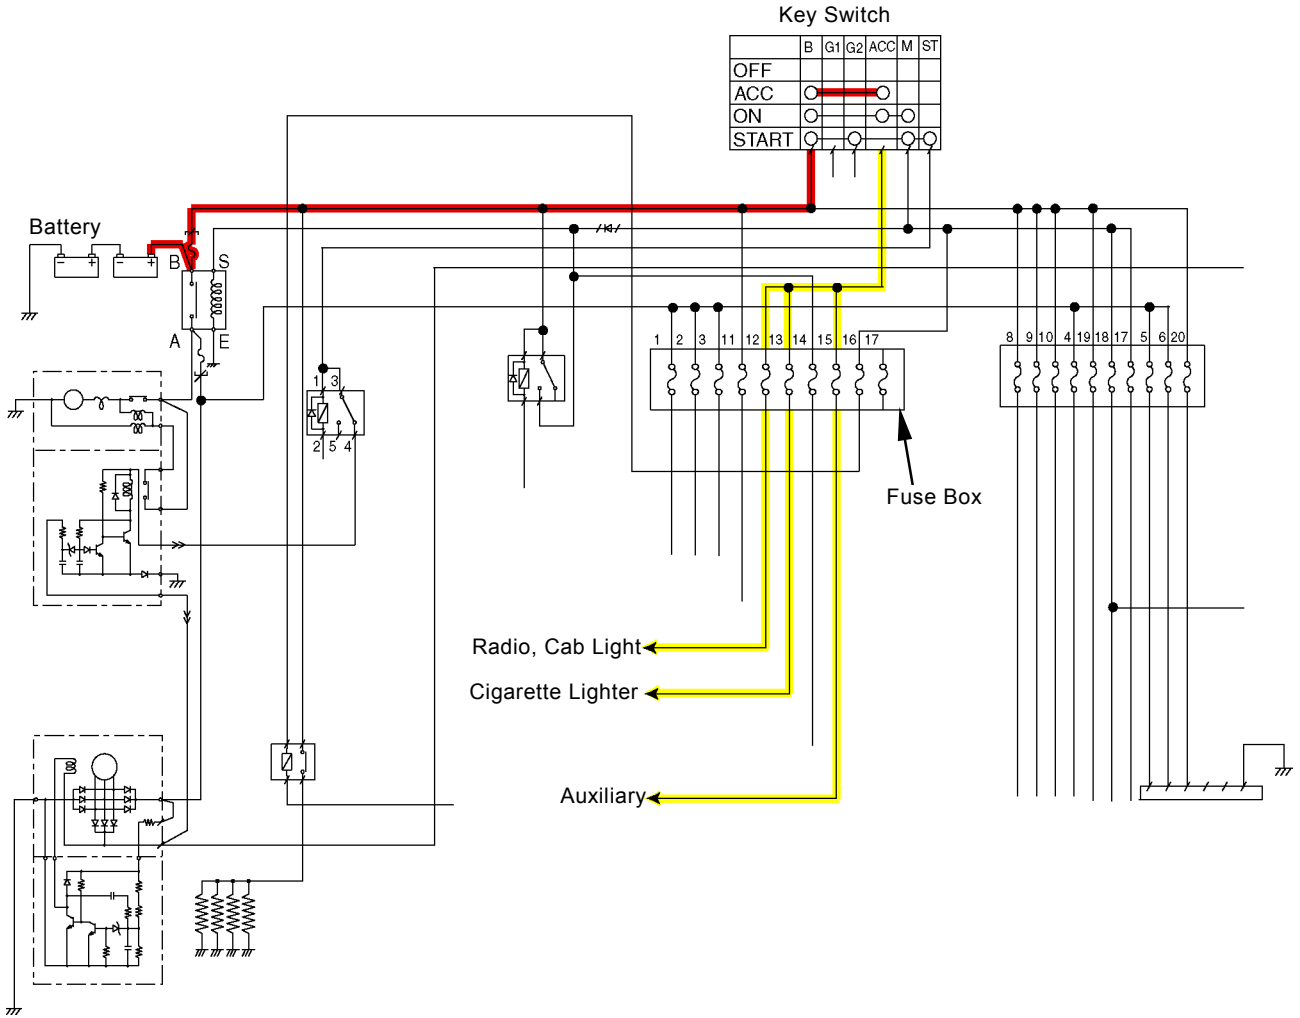 Key Switch
B G1 G2 ACC M ST
OFF
ACC
ON
START
Battery
B S
A E
1 2 3 11 12 13 14 15 16 17
8 9 10 4 19 18 17 5 6 20
1 3
2 5 4
Fuse Box
Radio, Cab Light
Cigarette Lighter
Auxiliary